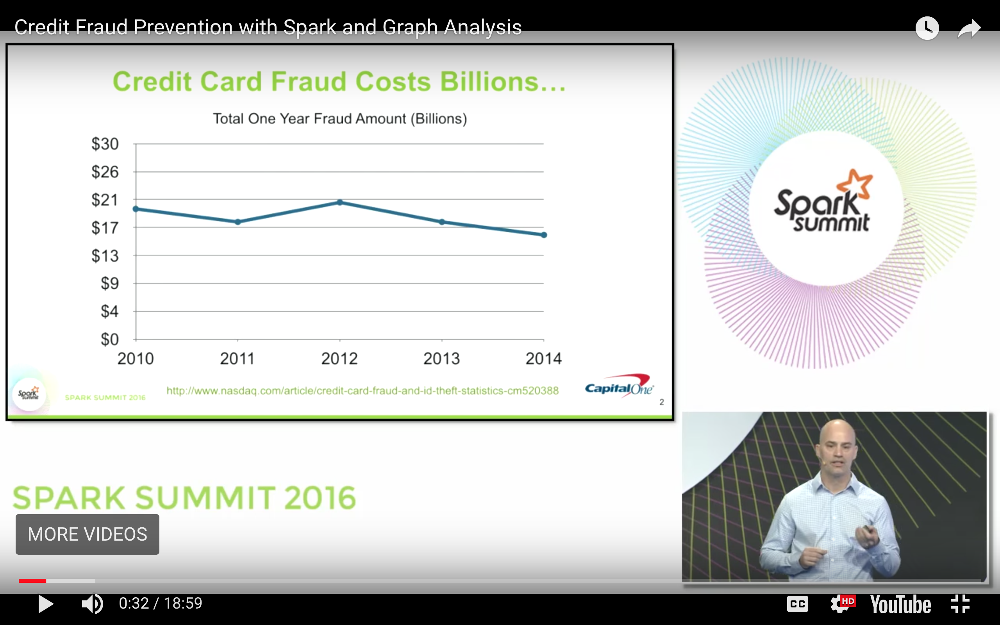 Credit Fraud Prevention with Spark and Graph Analysis
Credit Card Fraud Costs Billions...
Total One Year Fraud Amount (Billions)
$30
$26
$21
$17
$13
$9
$4
$0
2010 2011 2012 2013 2014
Spark
summit
SPARK SUMMIT 2016
http://www.nasdaq.com/article/credit-card-fraud-and-id-theft-statistics-cm520388
CapitalOne
2
Spark
summit
SPARK SUMMIT 2016
MORE VIDEOS
0:32 / 18:59
CC
HD
YouTube